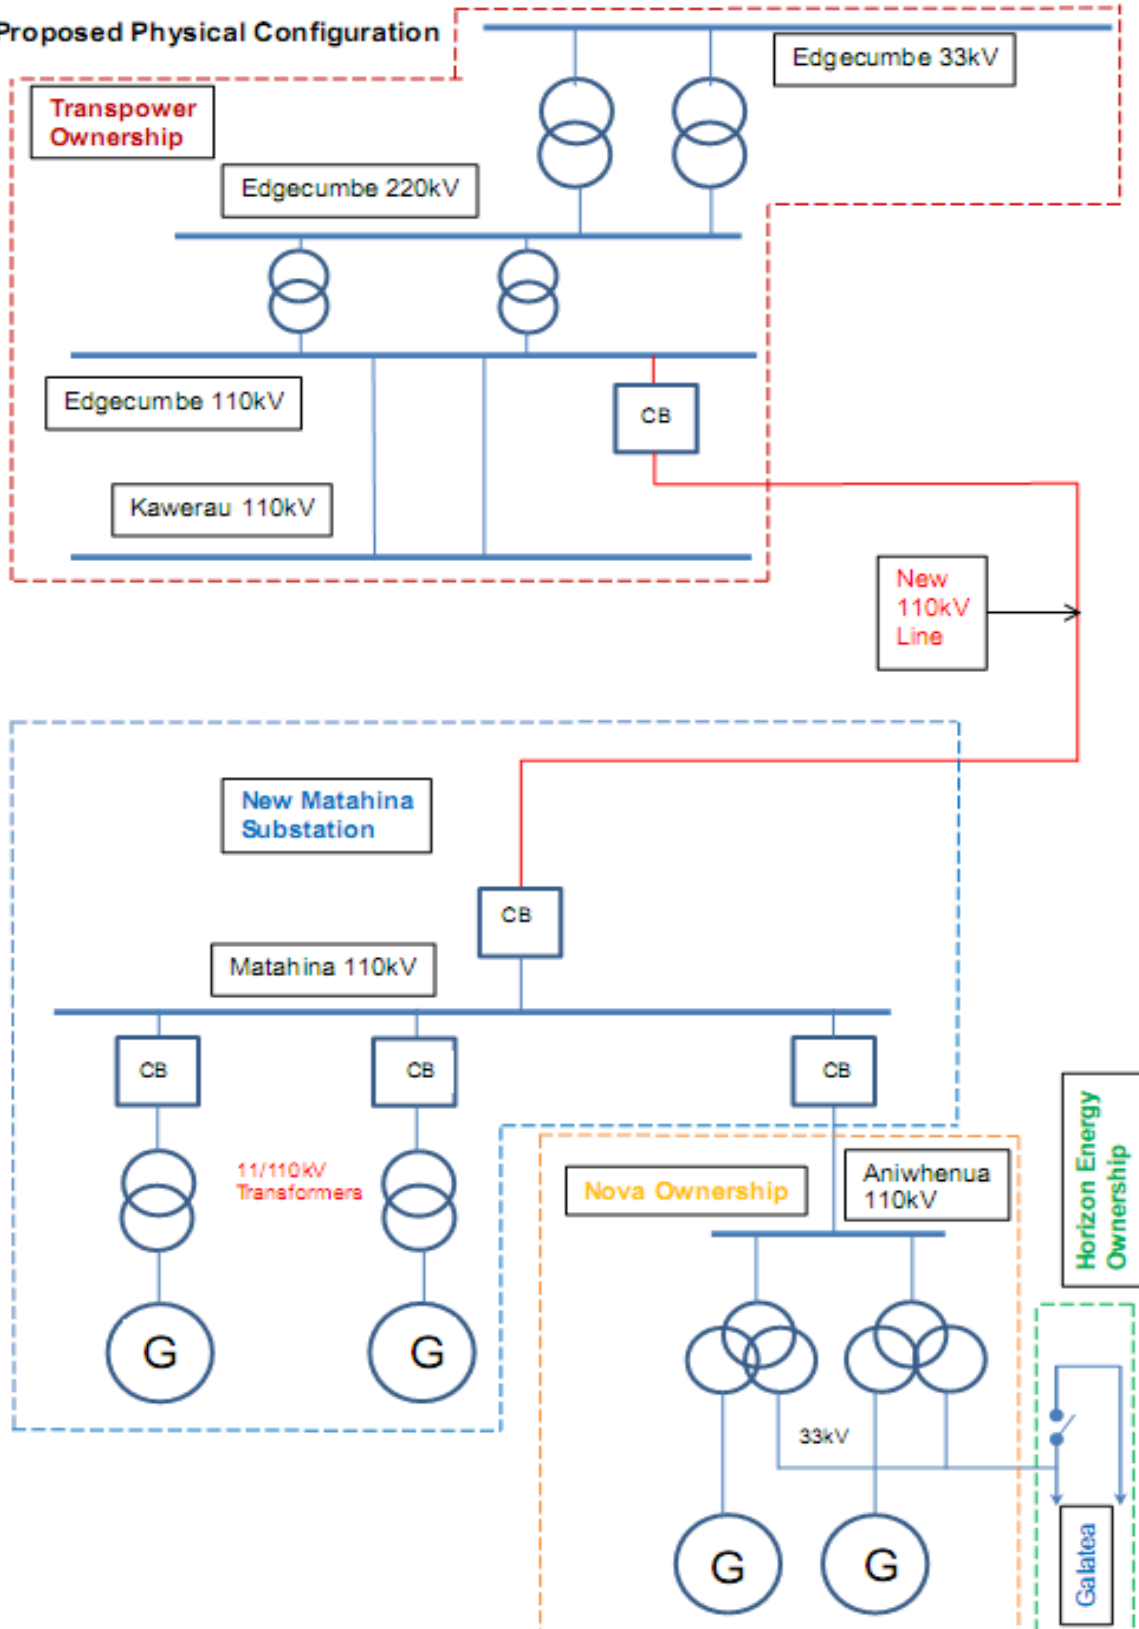 Proposed Physical Configuration
Edgecumbe 33kV
Transpower
Ownership
Edgecumbe 220kV
Edgecumbe 110kV
CB
Kawerau 110kV
New
110kV
Line
New Matahina
Substation
CB
Matahina 110kV
CB
CB
CB
11/110kV
Transformers
Nova Ownership
Aniwhenua
110kV
Horizon Energy
Ownership
G
G
33kV
G
G
Galatea